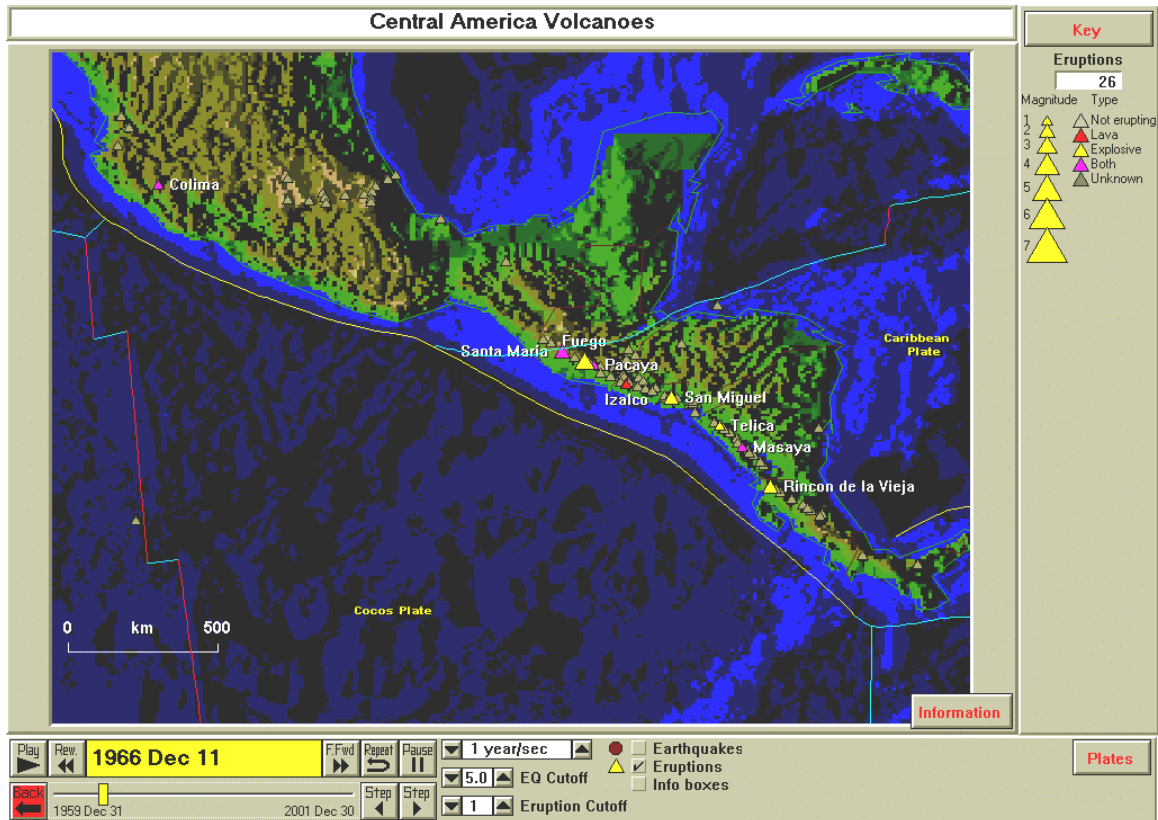 Central America Volcanoes
Key
Eruptions
26
Magnitude Type
1 Not erupting
2 Lava
3 Explosive
4 Both
5 Unknown
6
7
Colima
Fuego
Santa Maria
Pacaya
Izalco
San Miguel
Telica
Masaya
Rincon de la Vieja
Caribbean
Plate
Cocos Plate
0 km 500
Information
Play
Rew.
1966 Dec 11
F.Fwd
Repeat
Pause
1 year/sec
Earthquakes
Eruptions
Info boxes
5.0 EQ Cutoff
1 Eruption Cutoff
Back
1959 Dec 31
2001 Dec 30
Step
Step
Plates